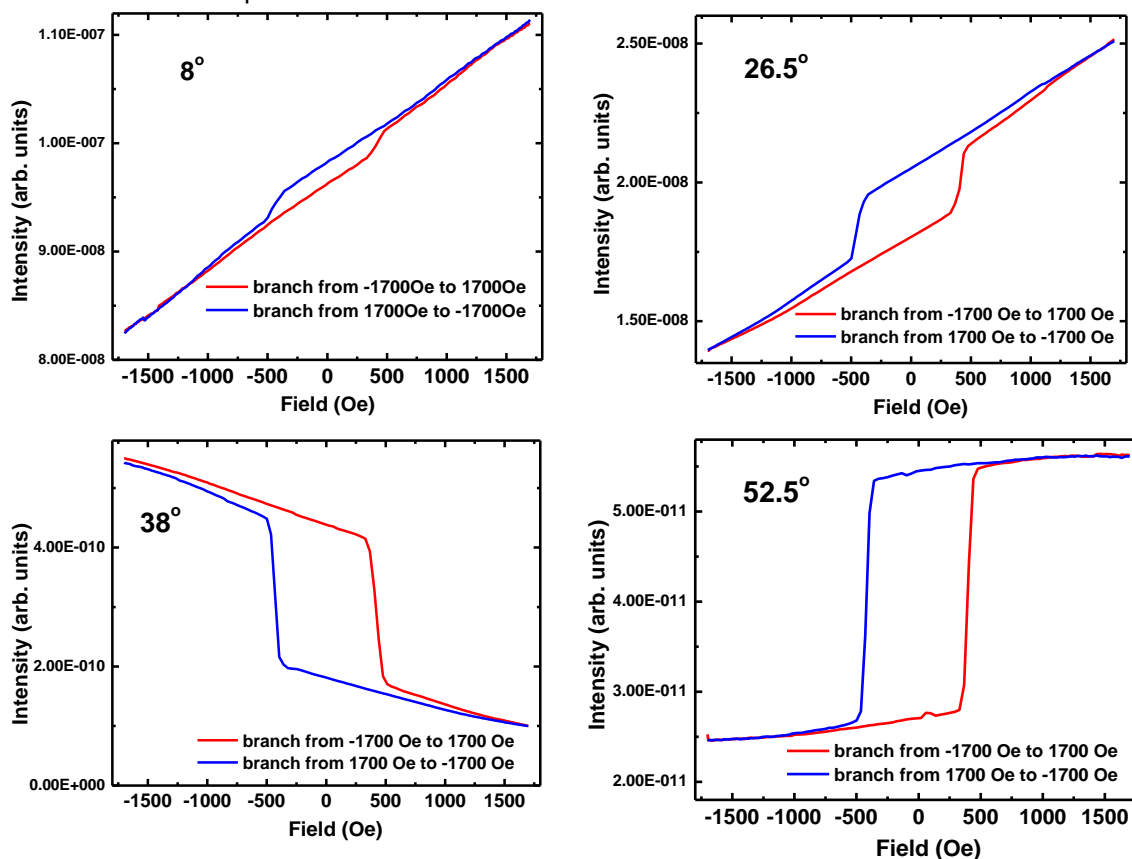 1.10E-007
1.00E-007
9.00E-008
8.00E-008
Intensity (arb. units)
8°
branch from -1700Oe to 1700Oe
branch from 1700Oe to -1700Oe
-1500 -1000 -500 0 500 1000 1500
Field (Oe)
2.50E-008
2.00E-008
1.50E-008
Intensity (arb. units)
26.5°
branch from -1700 Oe to 1700 Oe
branch from 1700 Oe to -1700 Oe
-1500 -1000 -500 0 500 1000 1500
Field (Oe)
4.00E-010
2.00E-010
0.00E+000
Intensity (arb. units)
38°
branch from -1700 Oe to 1700 Oe
branch from 1700 Oe to -1700 Oe
-1500 -1000 -500 0 500 1000 1500
Field (Oe)
5.00E-011
4.00E-011
3.00E-011
2.00E-011
Intensity (arb. units)
52.5°
branch from -1700 Oe to 1700 Oe
branch from 1700 Oe to -1700 Oe
-1500 -1000 -500 0 500 1000 1500
Field (Oe)